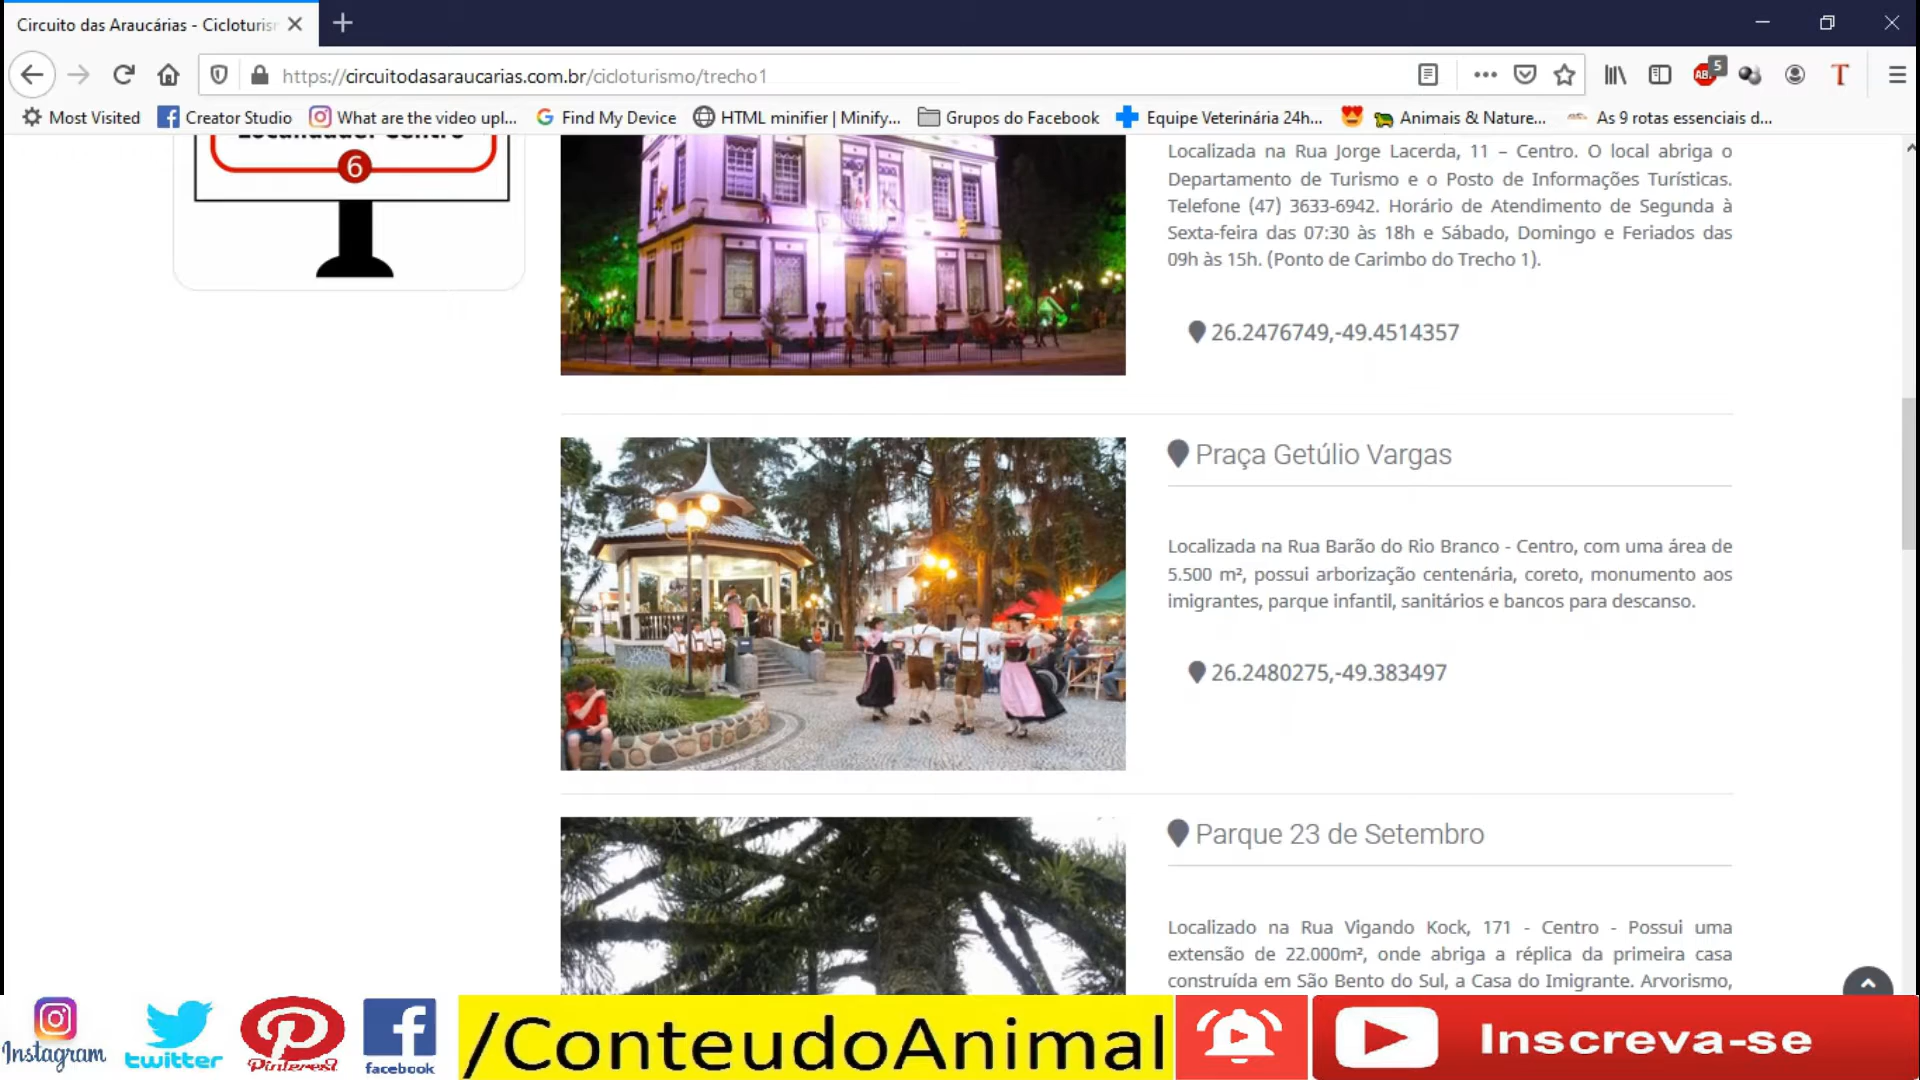 Circuito das Araucárias - Cicloturis
https://circuitodasaraucarias.com.br/cicloturismo/trecho1
5
ABP
T
Most Visited
Creator Studio
What are the video upl...
Find My Device
HTML minifier | Minify,...
Grupos do Facebook
Equipe Veterinária 24h...
Animais & Nature...
As 9 rotas essenciais d...
Localidade: Centro
6
Localizada na Rua Jorge Lacerda, 11 – Centro. O local abriga o
Departamento de Turismo e o Posto de Informações Turísticas.
Telefone (47) 3633-6942. Horário de Atendimento de Segunda à
Sexta-feira das 07:30 às 18h e Sábado, Domingo e Feriados das
09h às 15h. (Ponto de Carimbo do Trecho 1).
26.2476749,-49.4514357
Praça Getúlio Vargas
Localizada na Rua Barão do Rio Branco - Centro, com uma área de
5.500 m², possui arborização centenária, coreto, monumento aos
imigrantes, parque infantil, sanitários e bancos para descanso.
26.2480275,-49.383497
Parque 23 de Setembro
Localizado na Rua Vigando Kock, 171 - Centro - Possui uma
extensão de 22.000m², onde abriga a réplica da primeira casa
construída em São Bento do Sul, a Casa do Imigrante. Arvorismo,
Instagram
twitter
Pinterest
facebook
/ConteudoAnimal
Inscreva-se